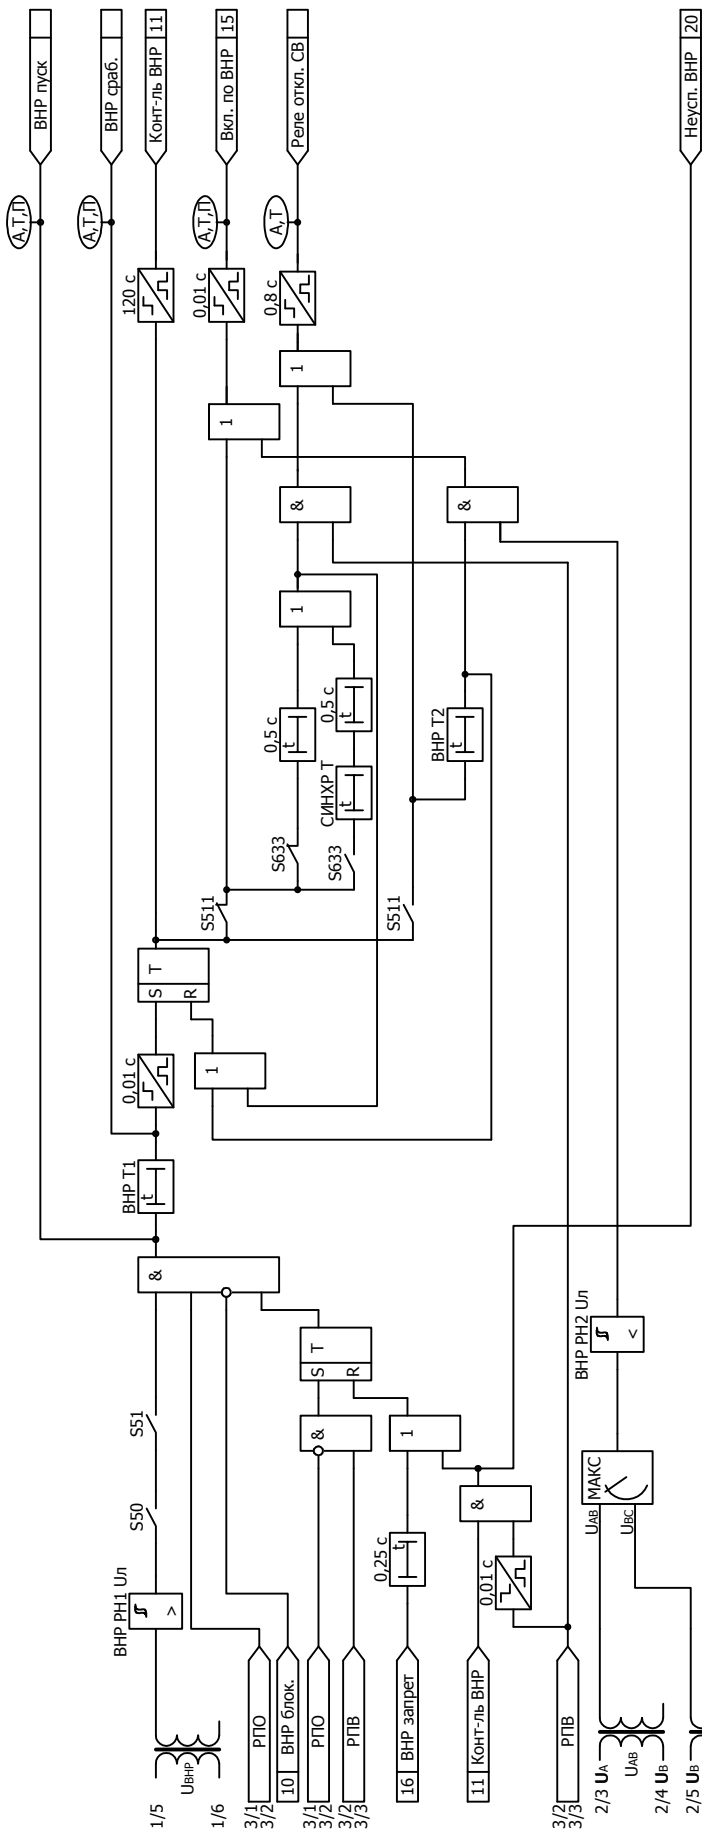 ВНР пуск
ВНР сраб.
Конт-ль ВНР 11
Вкл. по ВНР 15
Реле откл. СВ
Неусп. ВНР 20
А,Т,П
А,Т,П
А,Т,П
А,Т
120 с
0,01 с
0,8 с
1
1
&
&
1
0,5 с
t
0,5 с
t
СИНХР Т
t
ВНР Т2
t
S633
S633
S511
S511
S T
R
0,01 с
1
ВНР Т1
t
&
S T
R
&
1
&
S51
S50
ВНР РН1 Uл
>
0,25 с
t
0,01 с
ВНР РН2 Uл
<
МАКС
UАВ
UВС
1/5
UВНР
1/6
3/1
3/2
РПО
10 ВНР блок.
3/1
3/2
РПО
3/2
3/3
РПВ
16 ВНР запрет
11 Конт-ль ВНР
3/2
3/3
РПВ
2/3 UА
UАВ
2/4 UВ
2/5 UВ